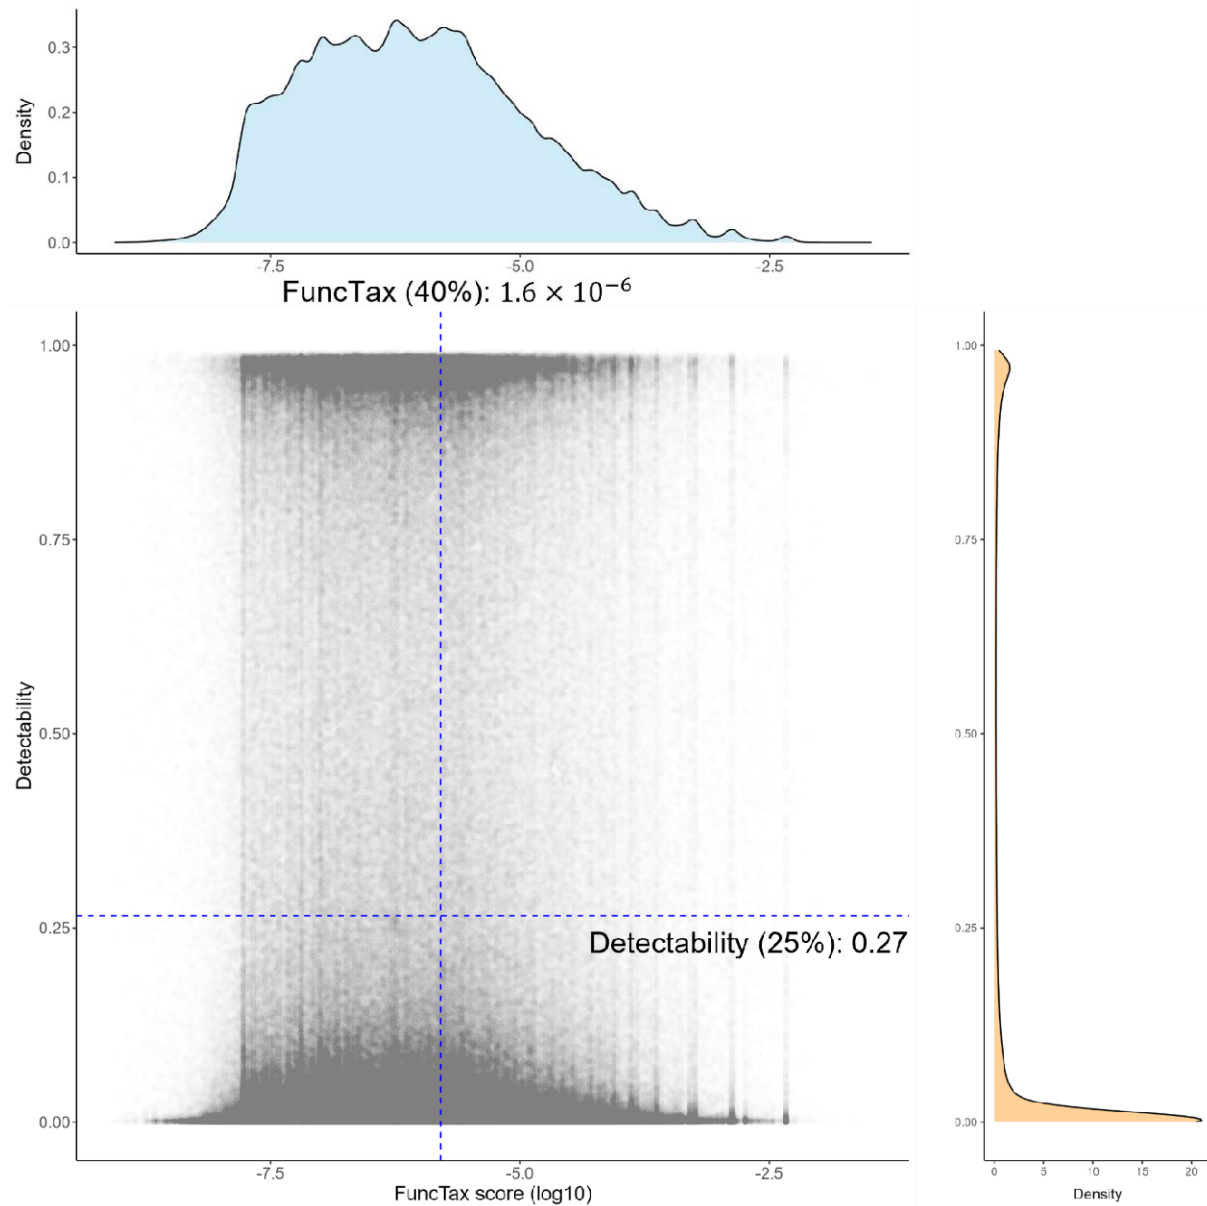 Density
0.3
0.2
0.1
0.0
-7.5 -5.0 -2.5
FuncTax (40%): 1.6 × 10−6
Detectability
1.00
0.75
0.50
0.25
0.00
Detectability (25%): 0.27
-7.5 -5.0 -2.5
FuncTax score (log10)
1.00
0.75
0.50
0.25
0.00
0 5 10 15 20
Density